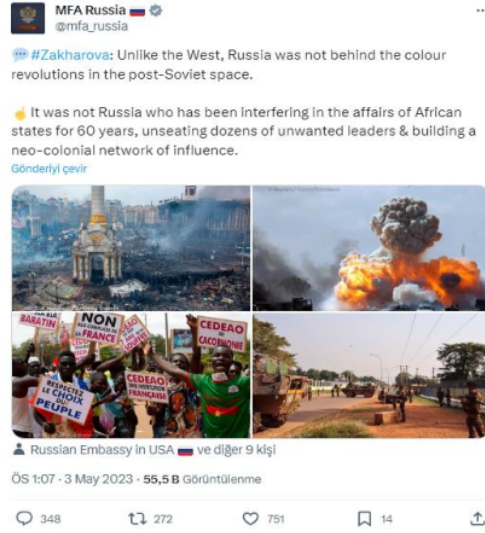 MFA Russia
@mfa_russia
#Zakharova: Unlike the West, Russia was not behind the colour
revolutions in the post-Soviet space.
It was not Russia who has been interfering in the affairs of African
states for 60 years, unseating dozens of unwanted leaders & building a
neo-colonial network of influence.
Gönderiyi çevir
BARATIN
NON
LA FRANCE
CEDEAO
CACOPHONIE
RESPECTEZ
LE CHOIX
DU
PEUPLE
CEDEAO
FRANÇAISE
Russian Embassy in USA ve diğer 9 kişi
ÖS 1:07 · 3 May 2023 · 55,5 B Görüntülenme
348 272 751 14